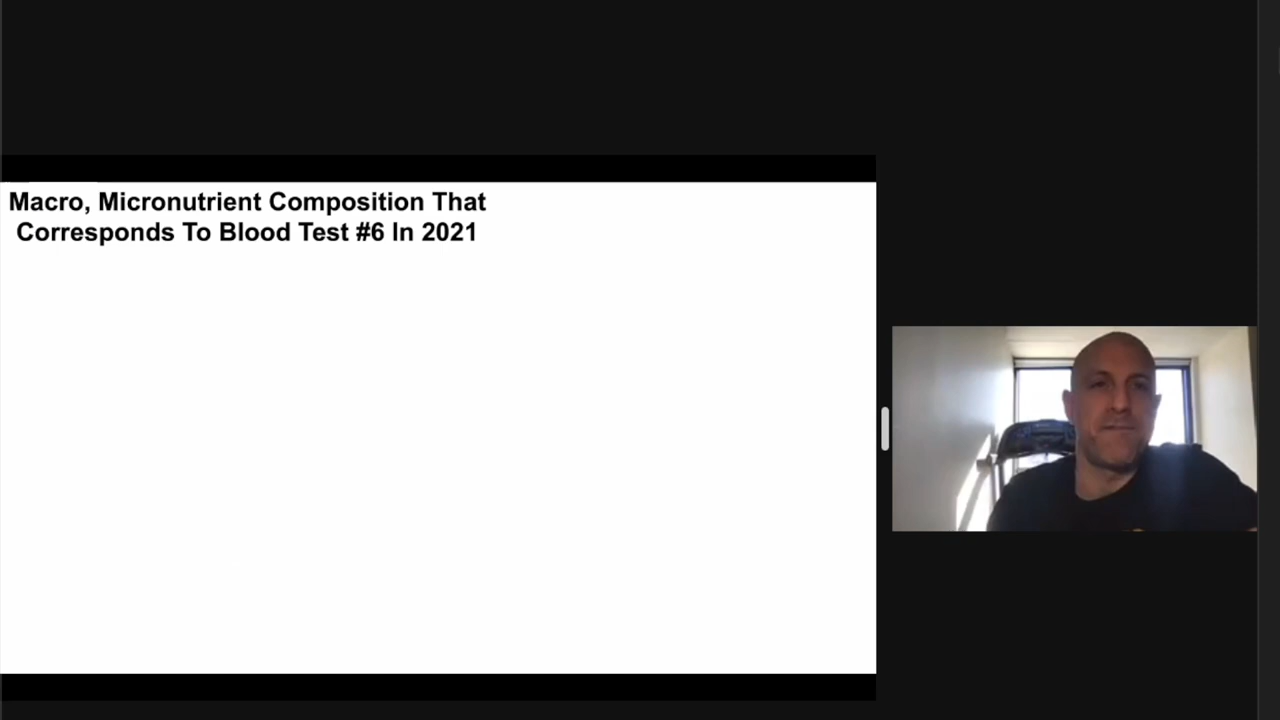 Macro, Micronutrient Composition That
Corresponds To Blood Test #6 In 2021